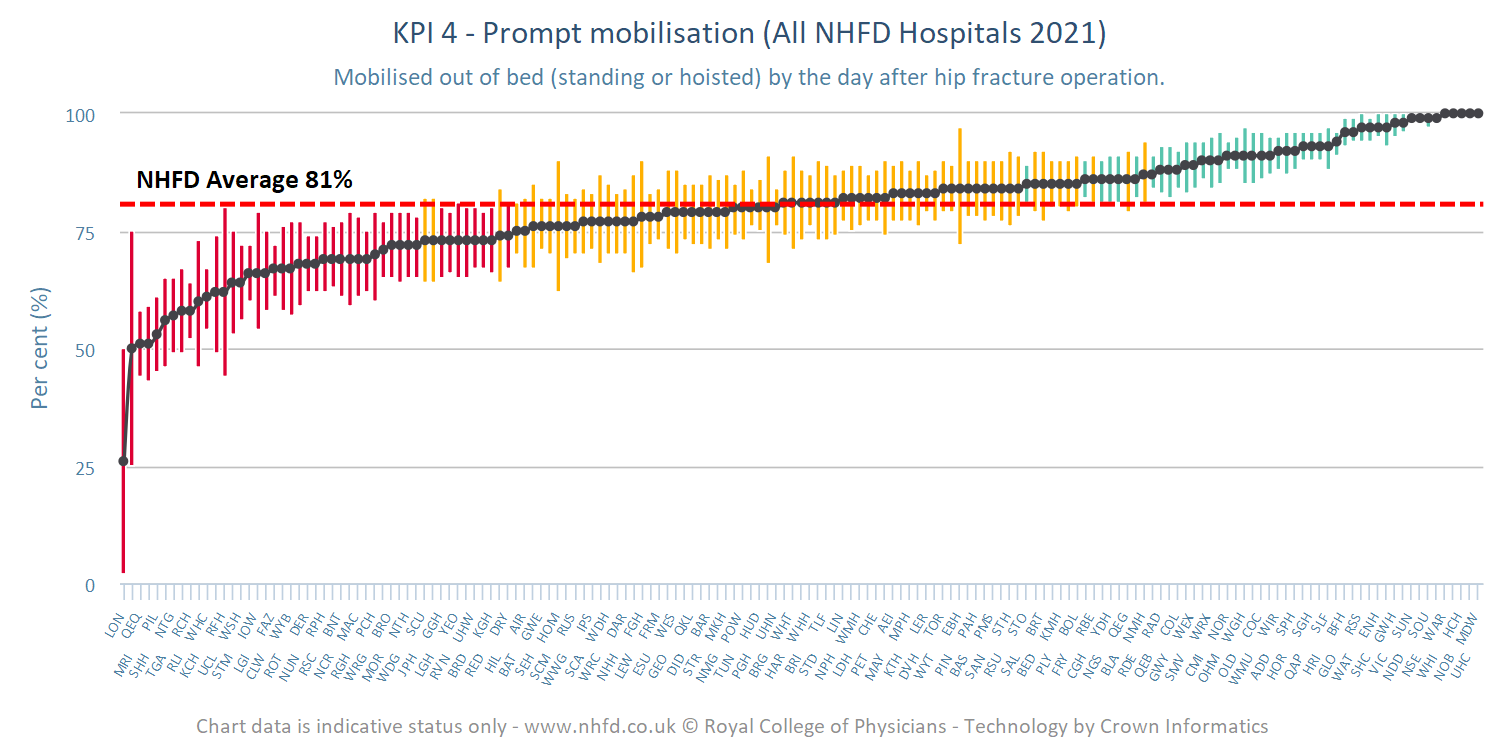 KPI 4 - Prompt mobilisation (All NHFD Hospitals 2021)
Mobilised out of bed (standing or hoisted) by the day after hip fracture operation.
Per cent (%)
100
75
50
25
0
NHFD Average 81%
LON QEQ PIL NTG RCH WHC RFH WSH IOW FAZ WYB DER RPH BNT MAC PCH BRO NTH SCU GGH YEO UHW KGH DRY AIR GWE HOM RUS IPS WDH DAR FGH FRM WES QKL BAR MKH POW HUD UHN WHT WHH TLF LIN WMH CHE AEI MPH LER TOR EBH PAH PMS STH STO BRT KMH BOL RBE YDH QEG NMH RAD COL WEX WRX NOR WGH COC WIR SPH SGH SLF BFH RSS ENH GWH SUN SOU WAR HCH MDW
MRI SHH TGA RLI KCH UCL STM LGI CLW ROT NUN RSC NCR RGH WRG MOR WDG JPH LGH RVN BRD RED HIL BAT SEH SCM WWG SCA WRC NHH LEW ESU GEO DID STR NMG TUN PGH BRG HAR BRI STD NPH LDH PET MAY KTH DVH WYT PIN BAS SAN RSU SAL BED PLY FRY CGH NGS BLA RDE QEB GWY SMV CMI OHM OLD WMU ADD HOR QAP HRI GLO WAT SHC VIC NDD NSE WHI NOB UHC
Chart data is indicative status only - www.nhfd.co.uk © Royal College of Physicians - Technology by Crown Informatics